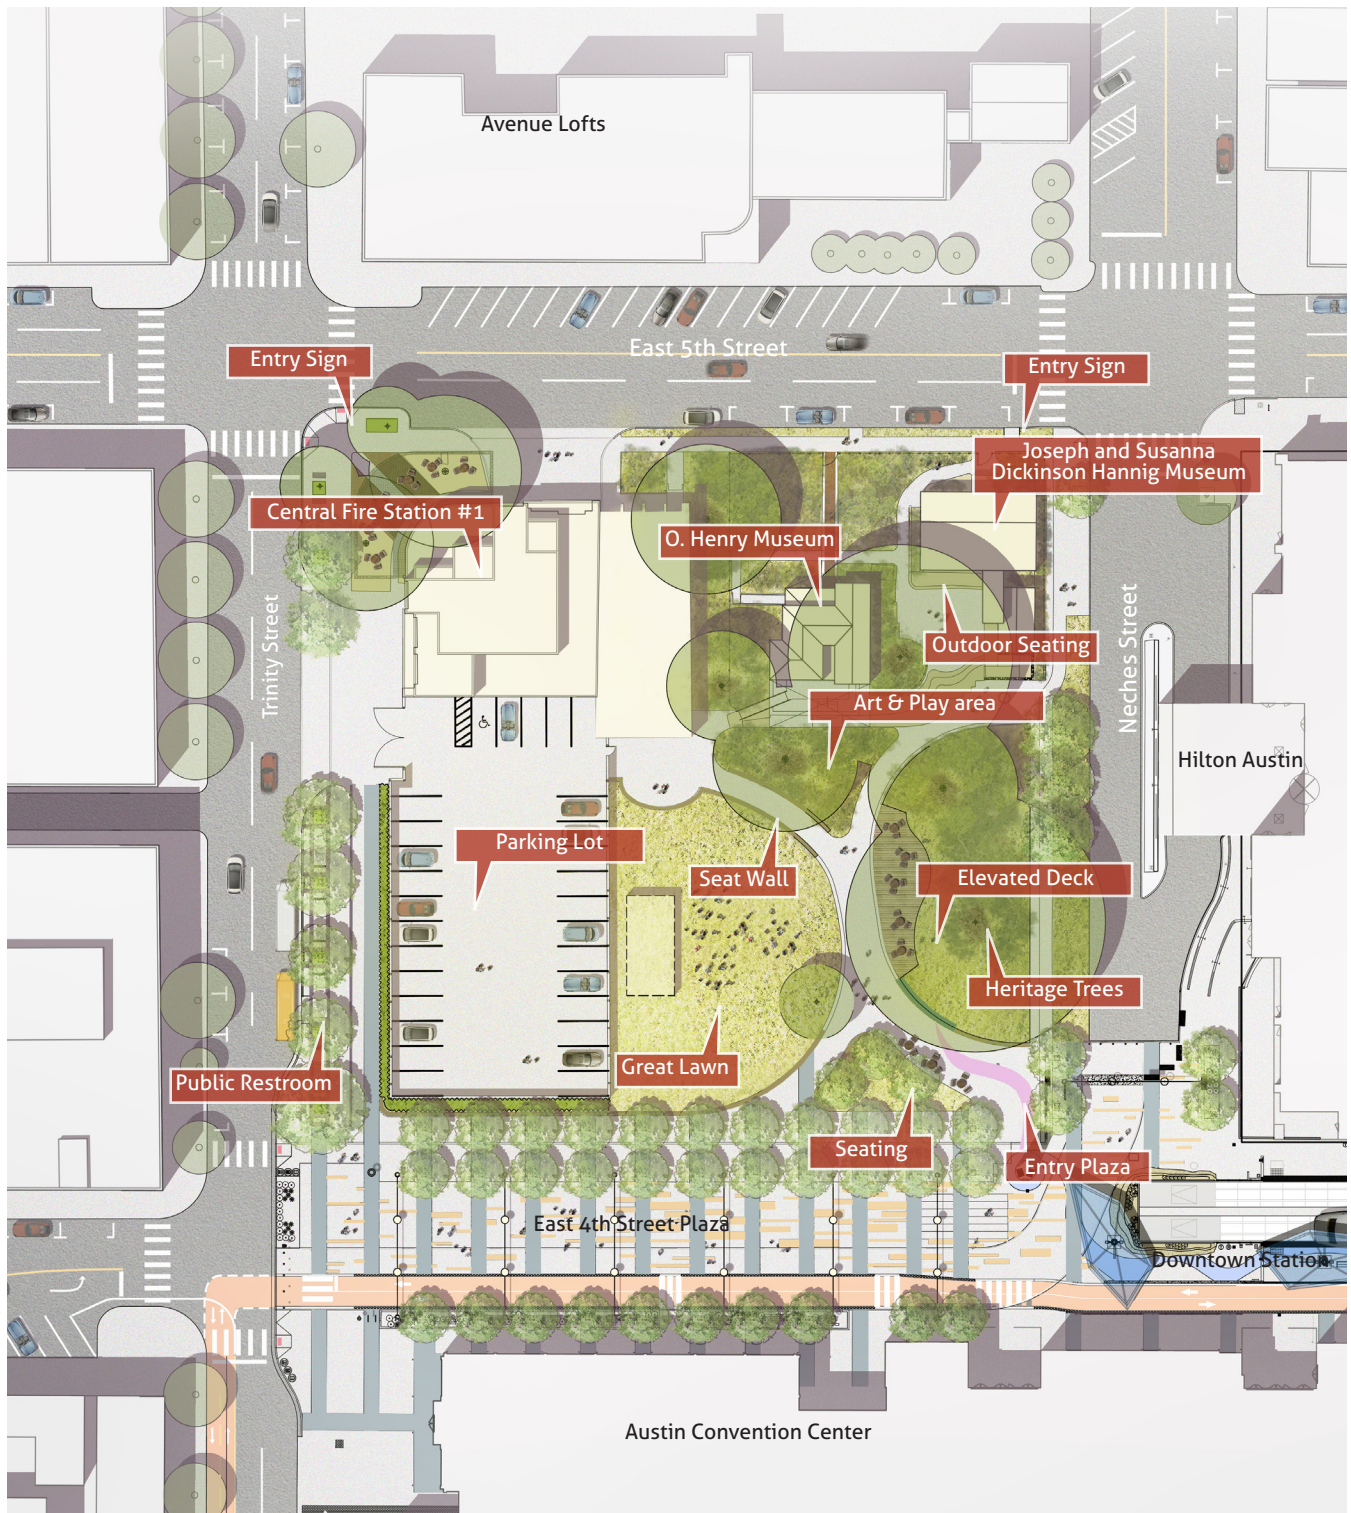 Avenue Lofts
East 5th Street
Entry Sign
Entry Sign
Joseph and Susanna
Dickinson Hannig Museum
Central Fire Station #1
O. Henry Museum
Trinity Street
Outdoor Seating
Neches Street
Art & Play area
Hilton Austin
Parking Lot
Seat Wall
Elevated Deck
Heritage Trees
Great Lawn
Public Restroom
Seating
Entry Plaza
East 4th Street Plaza
Downtown Station
Austin Convention Center